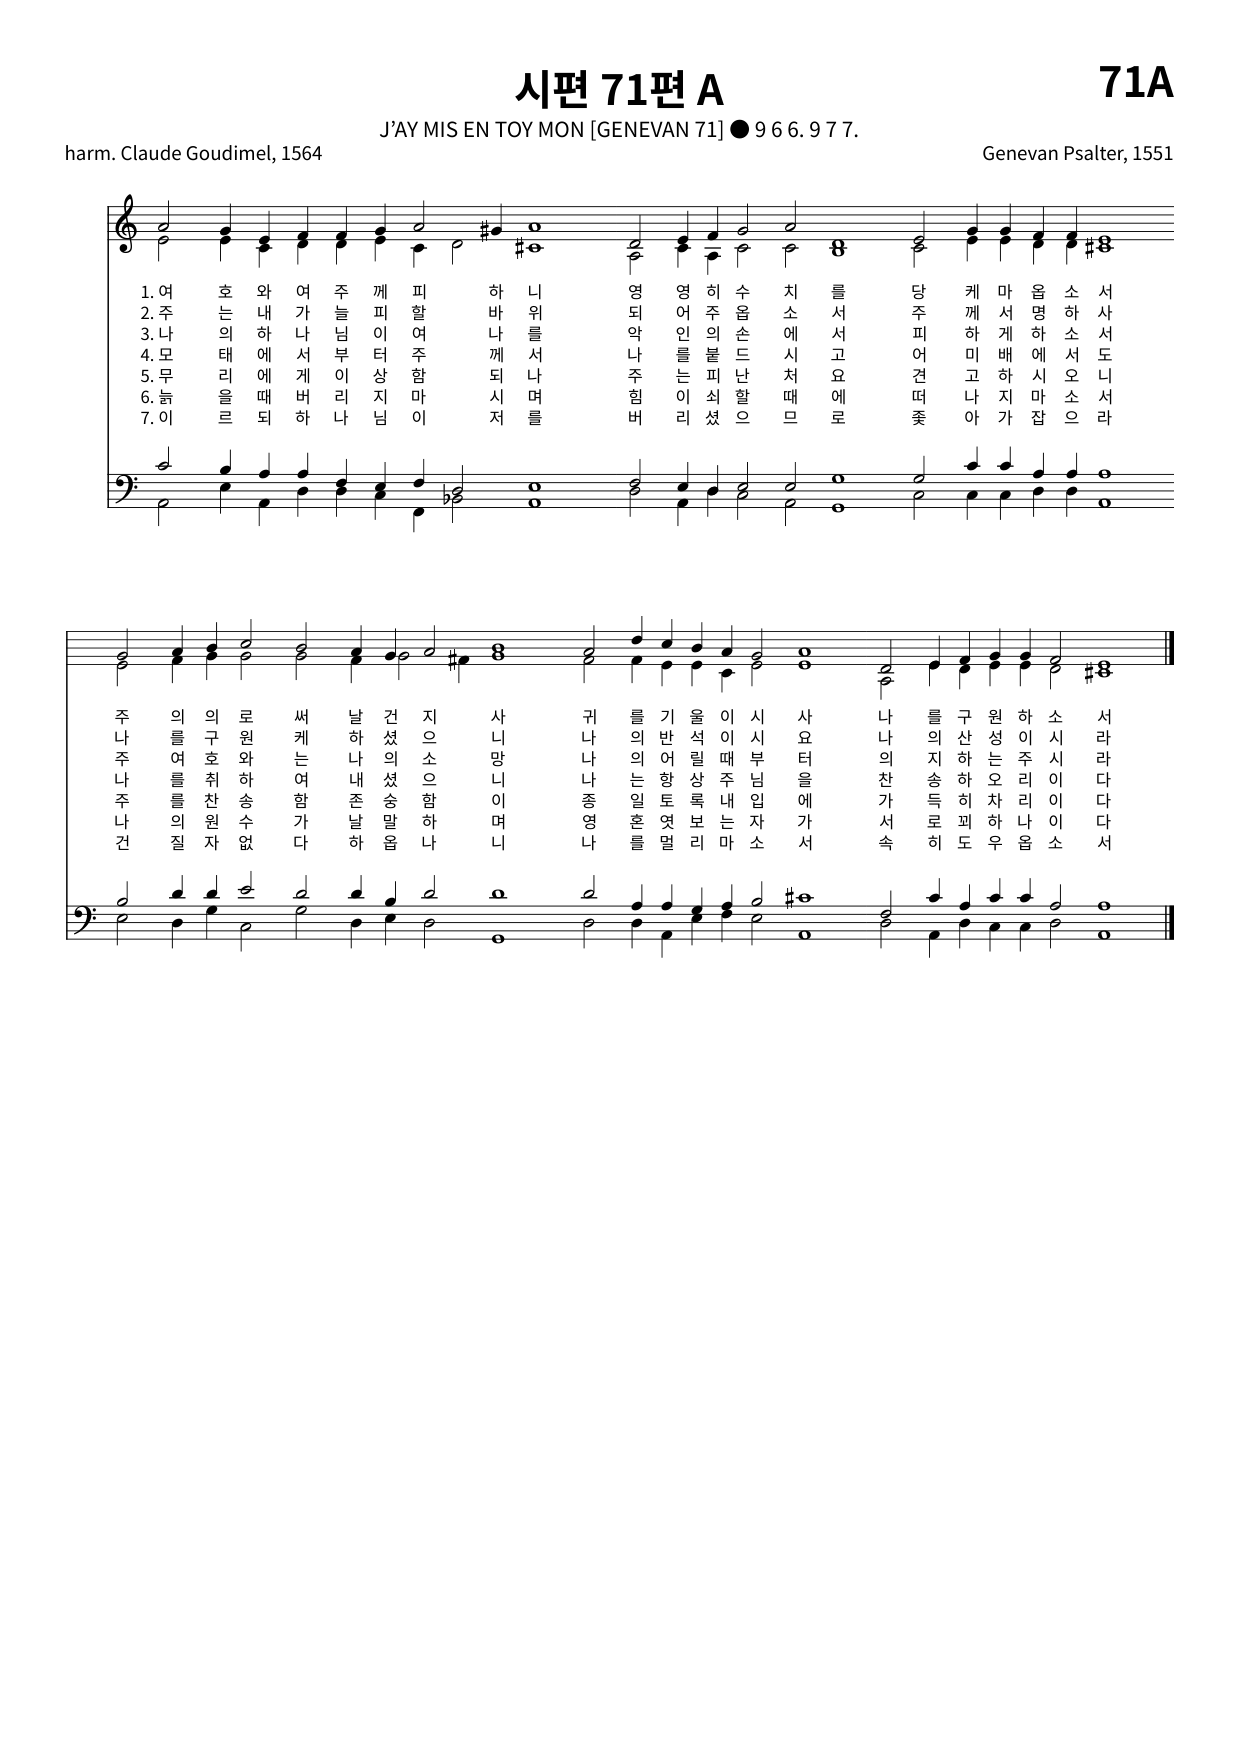 71A
시편 71편 A
J’AY MIS EN TOY MON [GENEVAN 71] ● 9 6 6. 9 7 7.
harm. Claude Goudimel, 1564
Genevan Psalter, 1551
1. 여 호 와 여 주 께 피 하 니 영 영 히 수 치 를 당 케 마 옵 소 서
2. 주 는 내 가 늘 피 할 바 위 되 어 주 옵 소 서 주 께 서 명 하 사
3. 나 의 하 나 님 이 여 나 를 악 인 의 손 에 서 피 하 게 하 소 서
4. 모 태 에 서 부 터 주 께 서 나 를 붙 드 시 고 어 미 배 에 서 도
5. 무 리 에 게 이 상 함 되 나 주 는 피 난 처 요 견 고 하 시 오 니
6. 늙 을 때 버 리 지 마 시 며 힘 이 쇠 할 때 에 떠 나 지 마 소 서
7. 이 르 되 하 나 님 이 저 를 버 리 셨 으 므 로 좇 아 가 잡 으 라
주 의 의 로 써 날 건 지 사 귀 를 기 울 이 시 사 나 를 구 원 하 소 서
나 를 구 원 케 하 셨 으 니 나 의 반 석 이 시 요 나 의 산 성 이 시 라
주 여 호 와 는 나 의 소 망 나 의 어 릴 때 부 터 의 지 하 는 주 시 라
나 를 취 하 여 내 셨 으 니 나 는 항 상 주 님 을 찬 송 하 오 리 이 다
주 를 찬 송 함 존 숭 함 이 종 일 토 록 내 입 에 가 득 히 차 리 이 다
나 의 원 수 가 날 말 하 며 영 혼 엿 보 는 자 가 서 로 꾀 하 나 이 다
건 질 자 없 다 하 옵 나 니 나 를 멀 리 마 소 서 속 히 도 우 옵 소 서